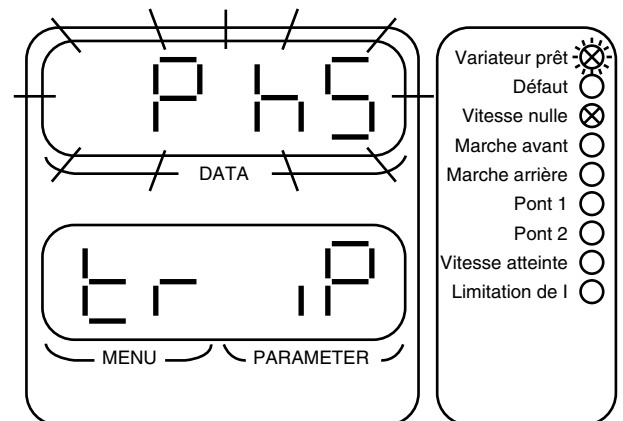 PhS
DATA
tr iP
MENU PARAMETER
Variateur prêt
Défaut
Vitesse nulle
Marche avant
Marche arrière
Pont 1
Pont 2
Vitesse atteinte
Limitation de I